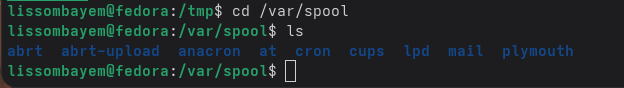 lissombayem@fedora:/tmp$ cd /var/spool
lissombayem@fedora:/var/spool$ ls
abrt  abrt-upload  anacron  at  cron  cups  lpd  mail  plymouth
lissombayem@fedora:/var/spool$